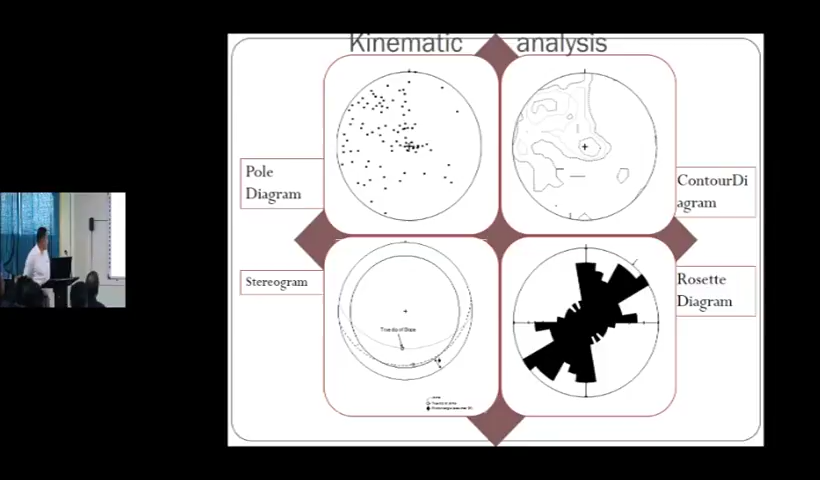 Kinematic analysis
Pole
Diagram
ContourDi
agram
Stereogram
Rosette
Diagram
True dip of Slope